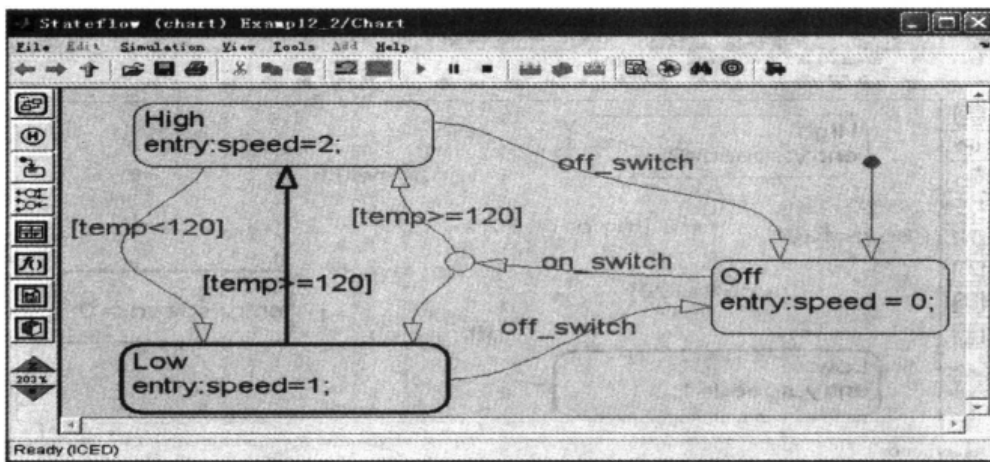 Stateflow (chart) Examp12_2/Chart
File Edit Simulation View Tools Add Help
High
entry:speed=2;
off_switch
[temp<120]
[temp>=120]
[temp>=120]
on_switch
Off
entry:speed = 0;
off_switch
Low
entry:speed=1;
203%
Ready (ICED)